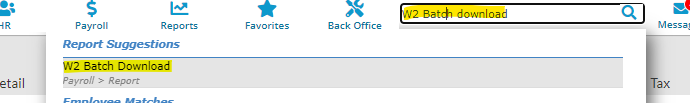 HR Payroll Reports Favorites Back Office W2 Batch download
Report Suggestions
W2 Batch Download
etail Payroll > Report Tax
Employee Matches